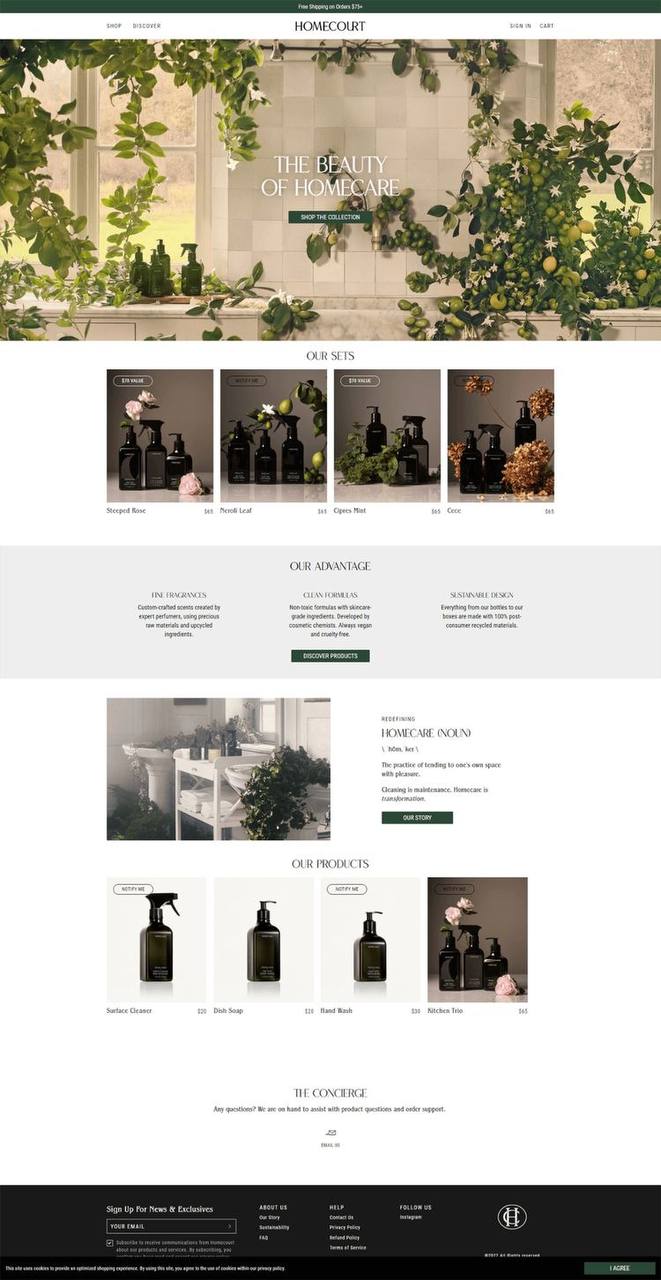 Free Shipping on Orders $75+
SHOP DISCOVER
HOMECOURT
SIGN IN CART
THE BEAUTY
OF HOMECARE
SHOP THE COLLECTION
OUR SETS
$70 VALUE
NOTIFY ME
$70 VALUE
Steeped Rose $65
Neroli Leaf $65
Cipres Mint $65
Cece $65
OUR ADVANTAGE
FINE FRAGRANCES
Custom-crafted scents created by
expert perfumers, using precious
raw materials and upcycled
ingredients.
CLEAN FORMULAS
Non-toxic formulas with skincare-
grade ingredients. Developed by
cosmetic chemists. Always vegan
and cruelty-free.
SUSTAINABLE DESIGN
Everything from our bottles to our
boxes are made with 100% post-
consumer recycled materials.
DISCOVER PRODUCTS
REDEFINING
HOMECARE (NOUN)
\ hōm, ker \
The practice of tending to one's own space
with pleasure.
Cleaning is maintenance. Homecare is
transformation.
OUR STORY
OUR PRODUCTS
NOTIFY ME
NOTIFY ME
NOTIFY ME
Surface Cleaner $20
Dish Soap $20
Hand Wash $30
Kitchen Trio $65
THE CONCIERGE
Any questions? We are on hand to assist with product questions and order support.
EMAIL US
Sign Up For News & Exclusives
YOUR EMAIL
Subscribe to receive communications from Homecourt
about our products and services. By subscribing, you
ABOUT US
Our Story
Sustainability
FAQ
HELP
Contact Us
Privacy Policy
Refund Policy
Terms of Service
FOLLOW US
Instagram
©2022 All Rights reserved
This site uses cookies to provide an optimized shopping experience. By using this site, you agree to the use of cookies within our privacy policy.
I AGREE